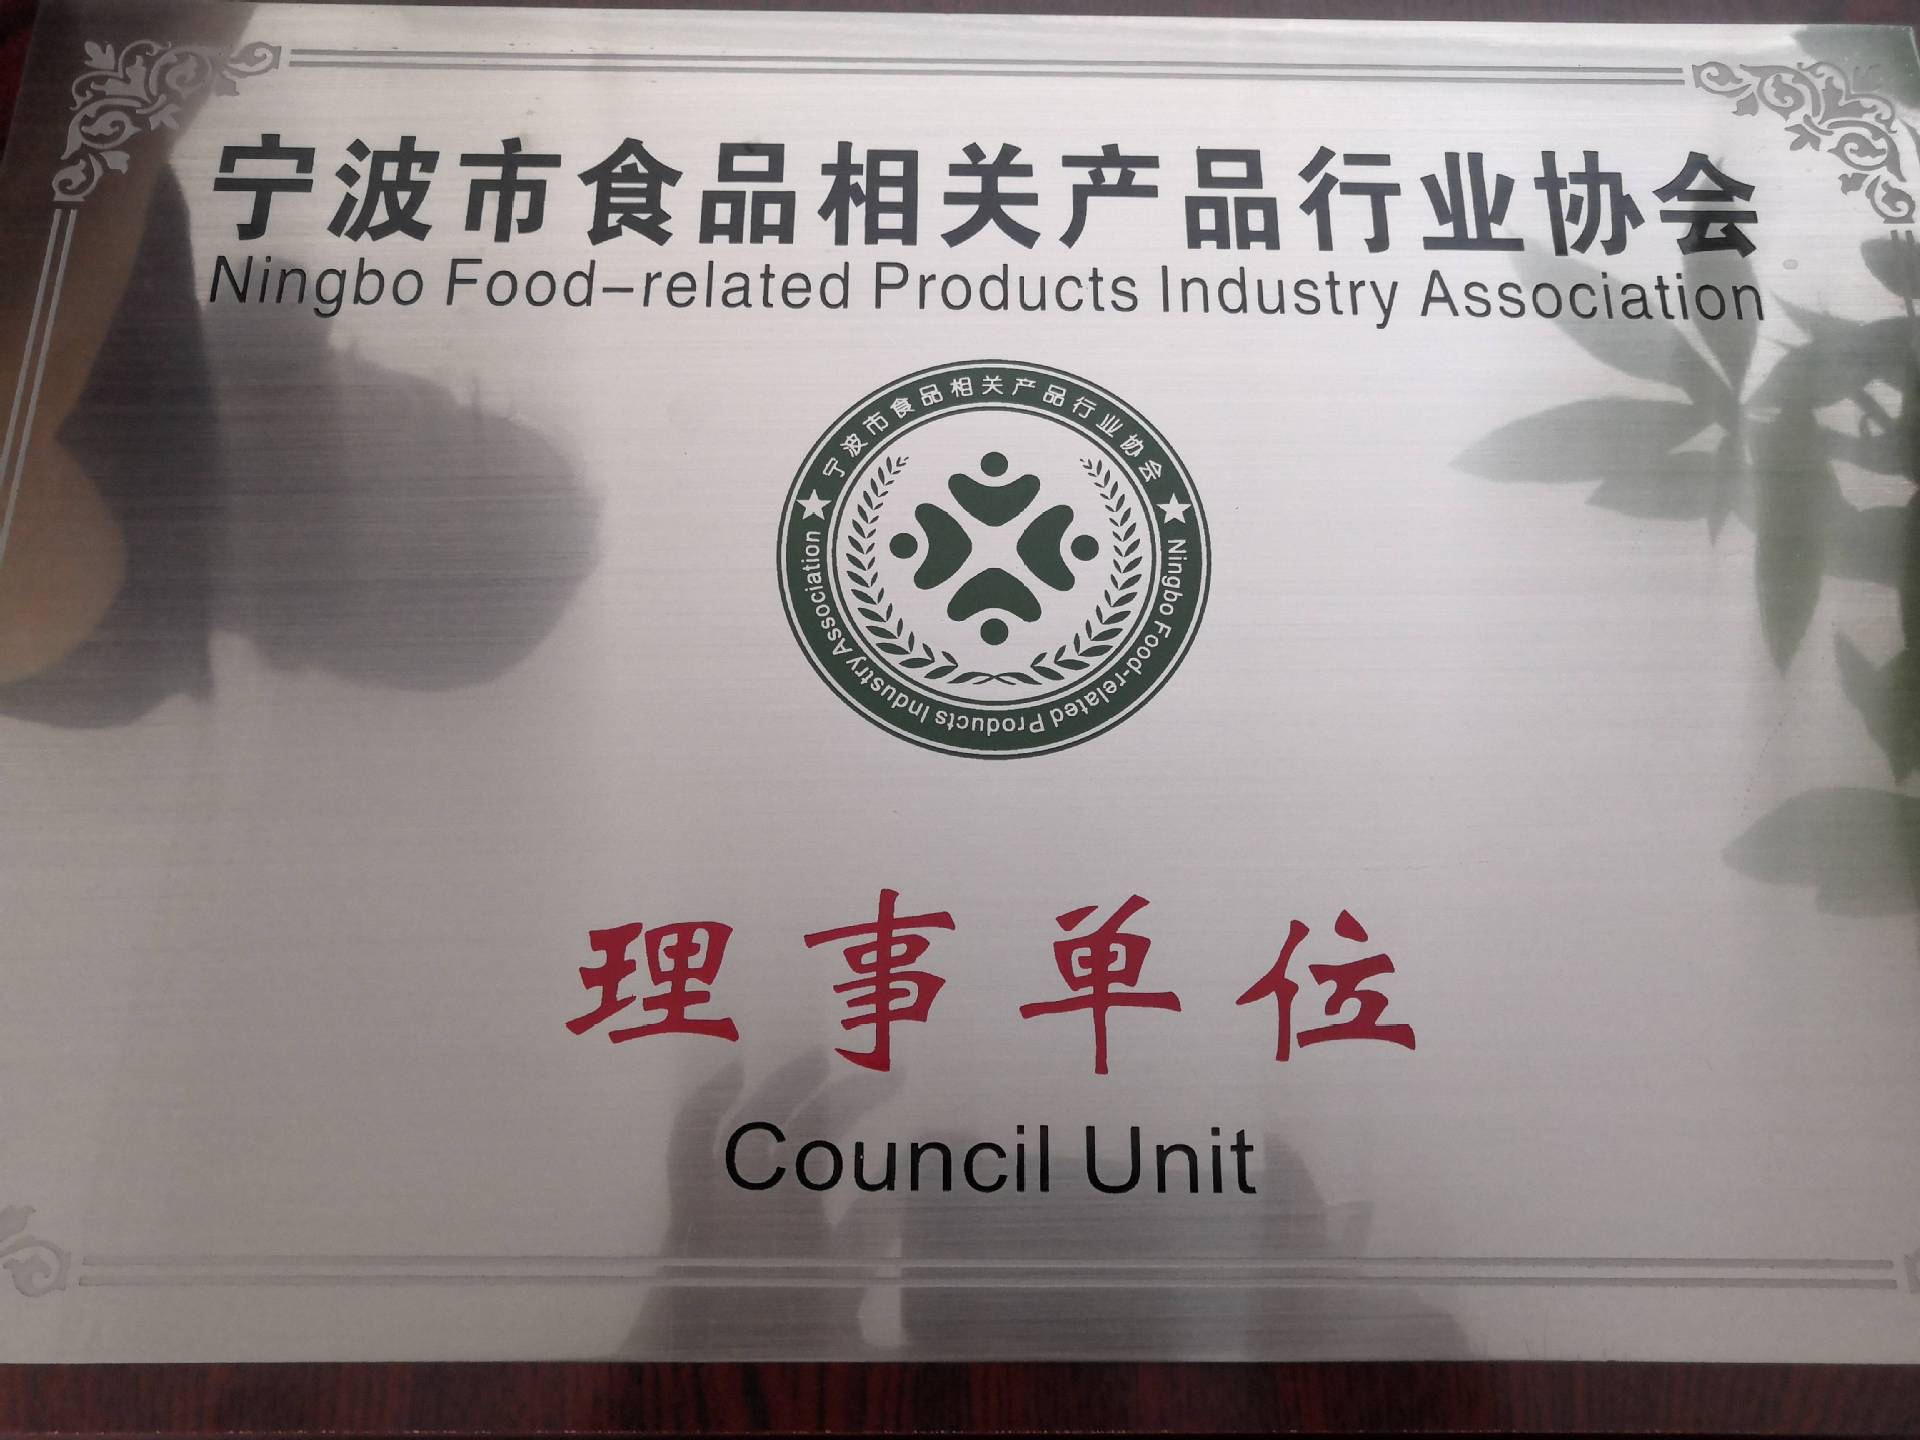 宁波市食品相关产品行业协会
Ningbo Food-related Products Industry Association
宁波市食品相关产品行业协会
Ningbo Food-related Products Industry Association
理事单位
Council Unit